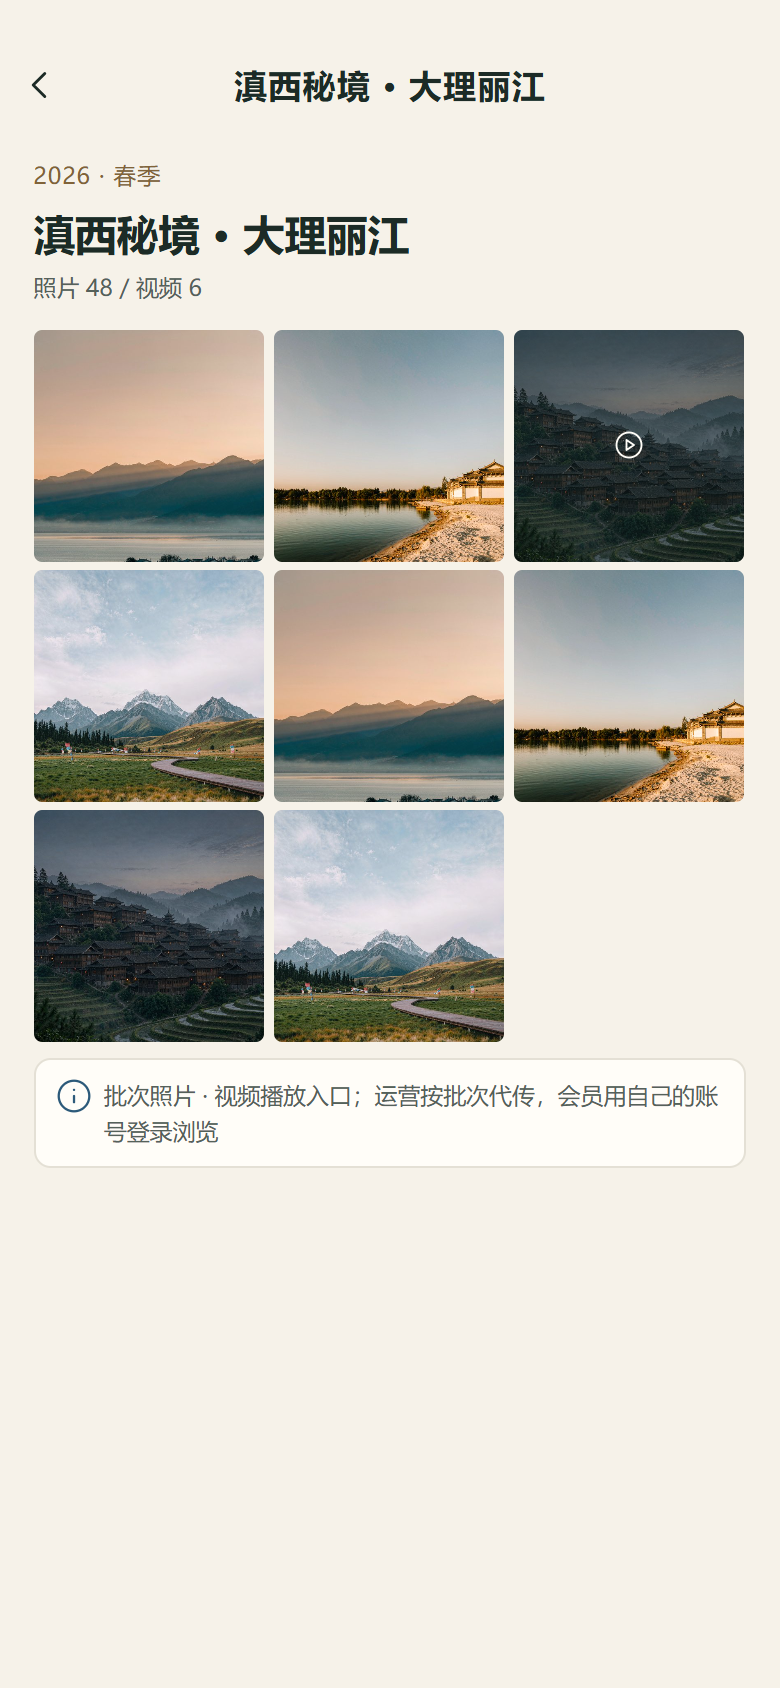 滇西秘境 • 大理丽江
2026 · 春季
滇西秘境 • 大理丽江
照片 48 / 视频 6
批次照片 · 视频播放入口；运营按批次代传，会员用自己的账
号登录浏览